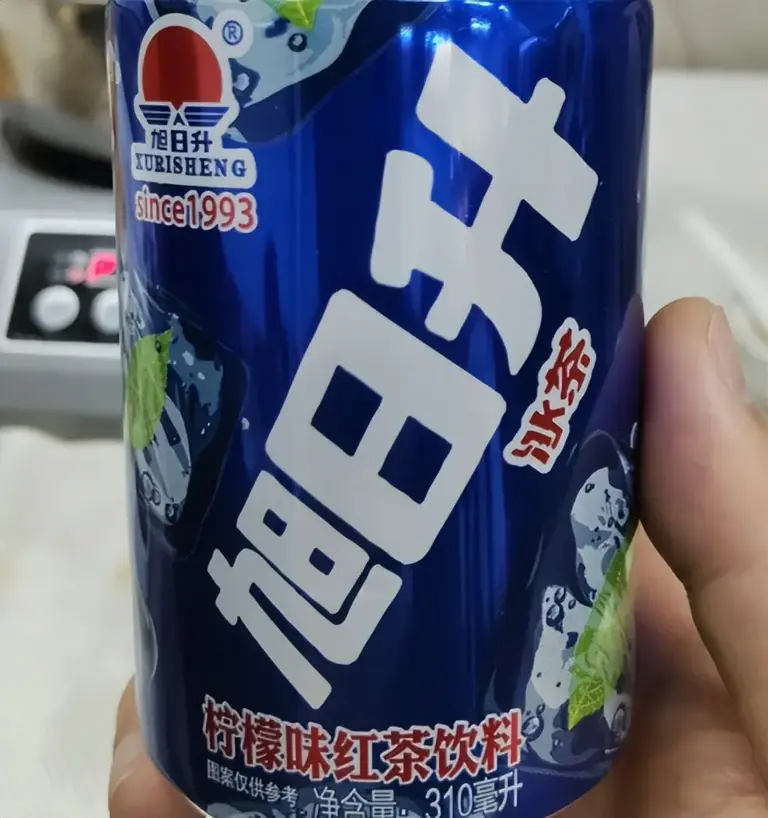 ®
旭日升
XURISHENG
since1993
旭日升
冰茶
柠檬味红茶饮料
图案仅供参考 净含量: 310毫升